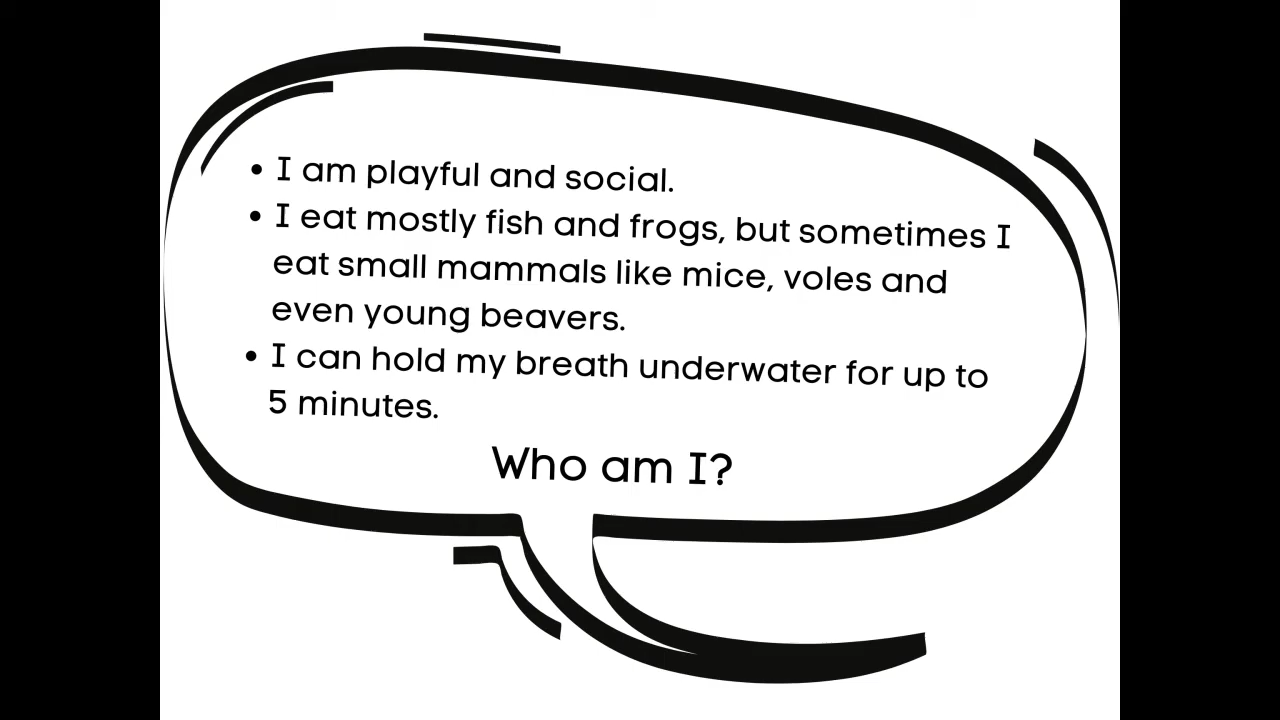 • I am playful and social.
• I eat mostly fish and frogs, but sometimes I
eat small mammals like mice, voles and
even young beavers.
• I can hold my breath underwater for up to
5 minutes.
Who am I?